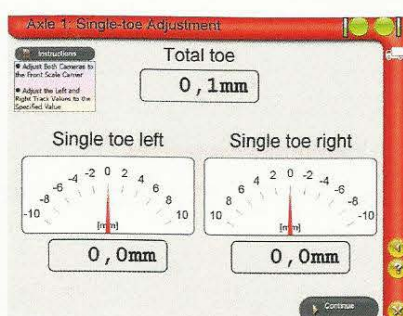 Axle 1: Single-toe Adjustment
Instructions
● Adjust Both Cameras to
the Front Scale Carrier
● Adjust the Left and
Right Track Values to the
Specified Value
Total toe
0,1mm
Single toe left
Single toe right
-10 -8 -6 -4 -2 0 2 4 6 8 10
10 8 6 4 2 0 -2 -4 -6 -8 -10
[mm]
[mm]
0,0mm
0,0mm
Continue